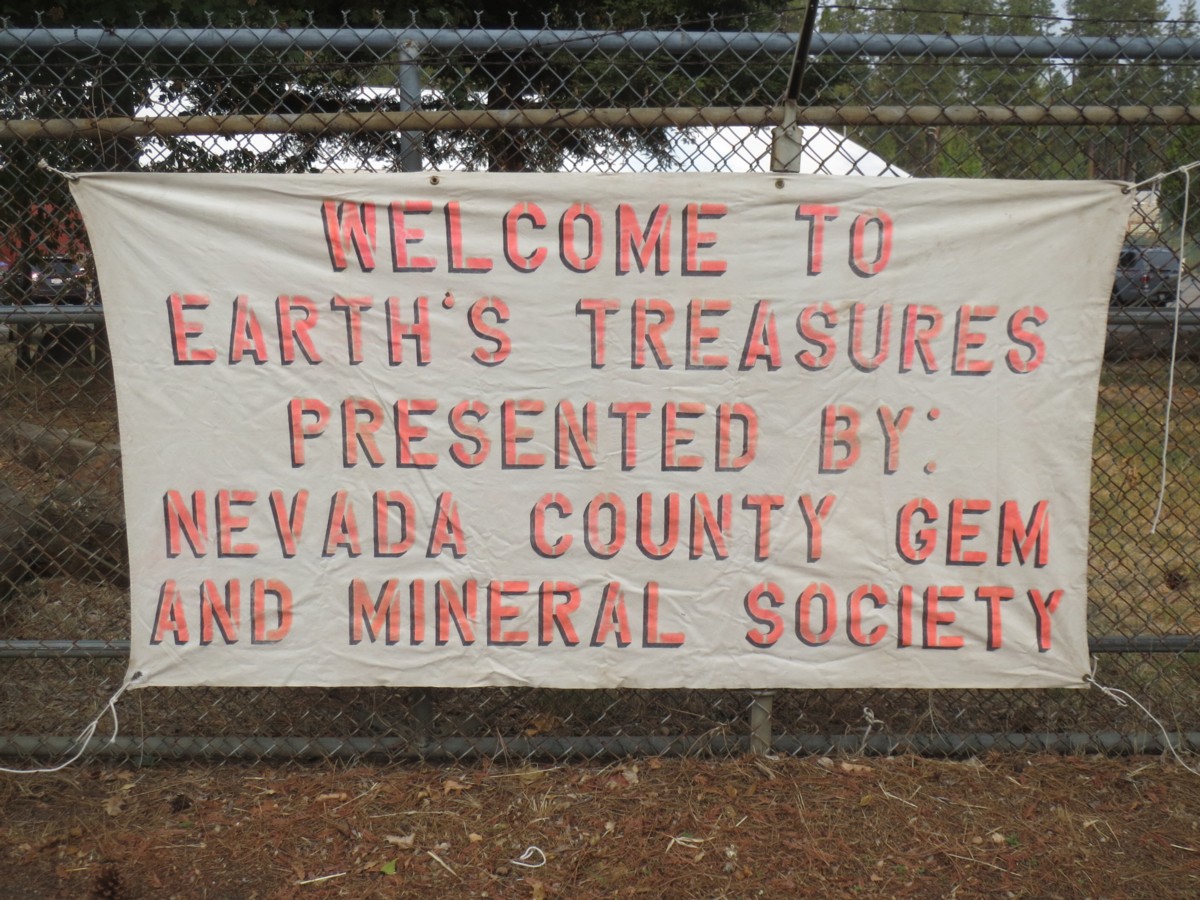 WELCOME TO
EARTH'S TREASURES
PRESENTED BY:
NEVADA COUNTY GEM
AND MINERAL SOCIETY